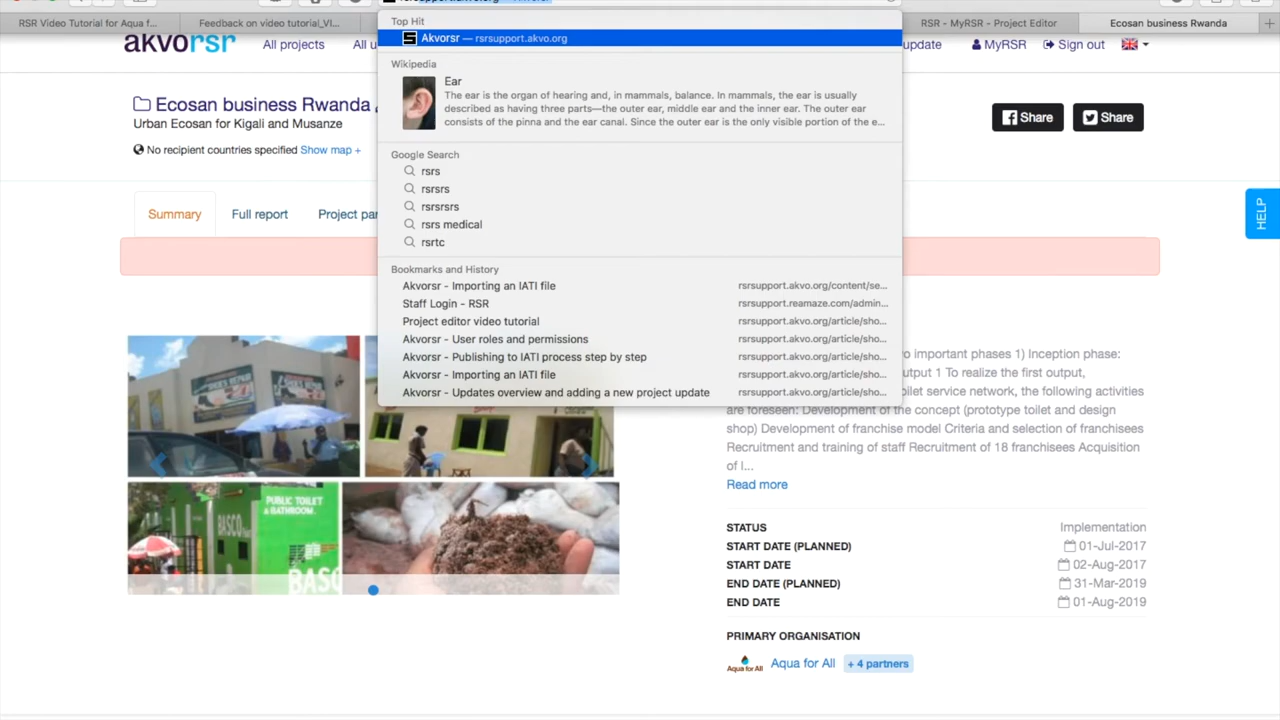 RSR Video Tutorial for Aqua f...
Feedback on video tutorial_VI...
RSR - MyRSR - Project Editor
Ecosan business Rwanda
akvorsr
All projects
All u
update
MyRSR
Sign out
Top Hit
Akvorsr — rsrsupport.akvo.org
Wikipedia
Ear
The ear is the organ of hearing and, in mammals, balance. In mammals, the ear is usually
described as having three parts—the outer ear, middle ear and the inner ear. The outer ear
consists of the pinna and the ear canal. Since the outer ear is the only visible portion of the e...
Google Search
rsrs
rsrsrs
rsrsrsrs
rsrs medical
rsrtc
Bookmarks and History
Akvorsr - Importing an IATI file rsrsupport.akvo.org/content/se...
Staff Login - RSR rsrsupport.reamaze.com/admin...
Project editor video tutorial rsrsupport.akvo.org/article/sho...
Akvorsr - User roles and permissions rsrsupport.akvo.org/article/sho...
Akvorsr - Publishing to IATI process step by step rsrsupport.akvo.org/article/sho...
Akvorsr - Importing an IATI file rsrsupport.akvo.org/article/sho...
Akvorsr - Updates overview and adding a new project update rsrsupport.akvo.org/article/sho...
Ecosan business Rwanda
Urban Ecosan for Kigali and Musanze
No recipient countries specified Show map +
Share
Share
HELP
Summary
Full report
Project par
o important phases 1) Inception phase:
utput 1 To realize the first output,
oilet service network, the following activities
are foreseen: Development of the concept (prototype toilet and design
shop) Development of franchise model Criteria and selection of franchisees
Recruitment and training of staff Recruitment of 18 franchisees Acquisition
of I...
Read more
PUBLIC TOILET
& BATHROOM
BASCO
STATUS Implementation
START DATE (PLANNED) 01-Jul-2017
START DATE 02-Aug-2017
END DATE (PLANNED) 31-Mar-2019
END DATE 01-Aug-2019
PRIMARY ORGANISATION
Aqua for All
Aqua for All
+ 4 partners